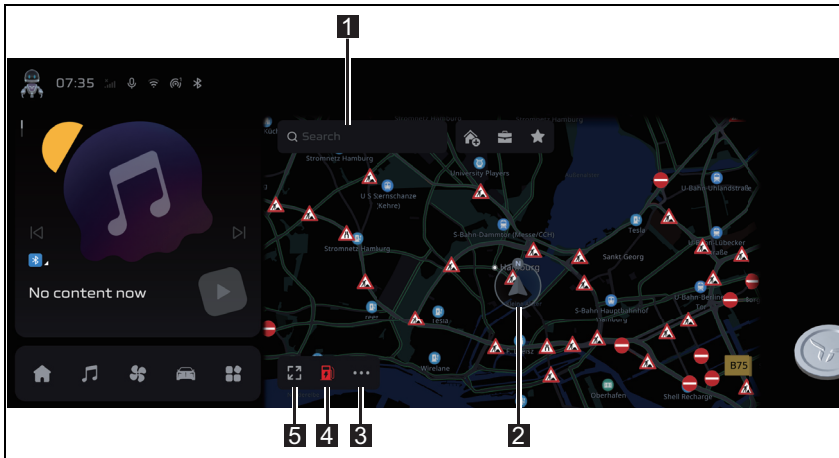 1
07:35
Search
Stromnetz Hamburg
University Players
U S Sternschanze
(Kehre)
U-Bahn Uhlandstraße
Tesla
S-Bahn Dammtor (Messe/CCH)
U-Bahn Lübecker
Straße
Stromnetz Hamburg
Sankt Georg
N
Hamburg
No content now
S-Bahn Hauptbahnhof
Hamburg
Tesla
Wirelane
B75
Oberhafen
Shell Recharge
5
4
3
2